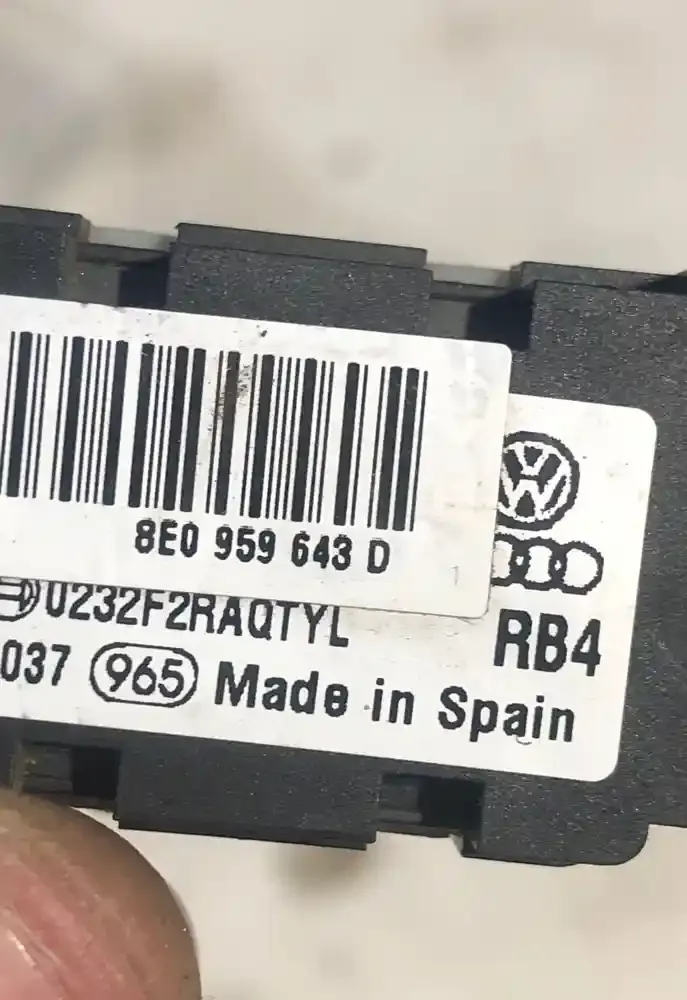 8E0 959 643 D
0232F2RAQTYL
RB4
037 965 Made in Spain